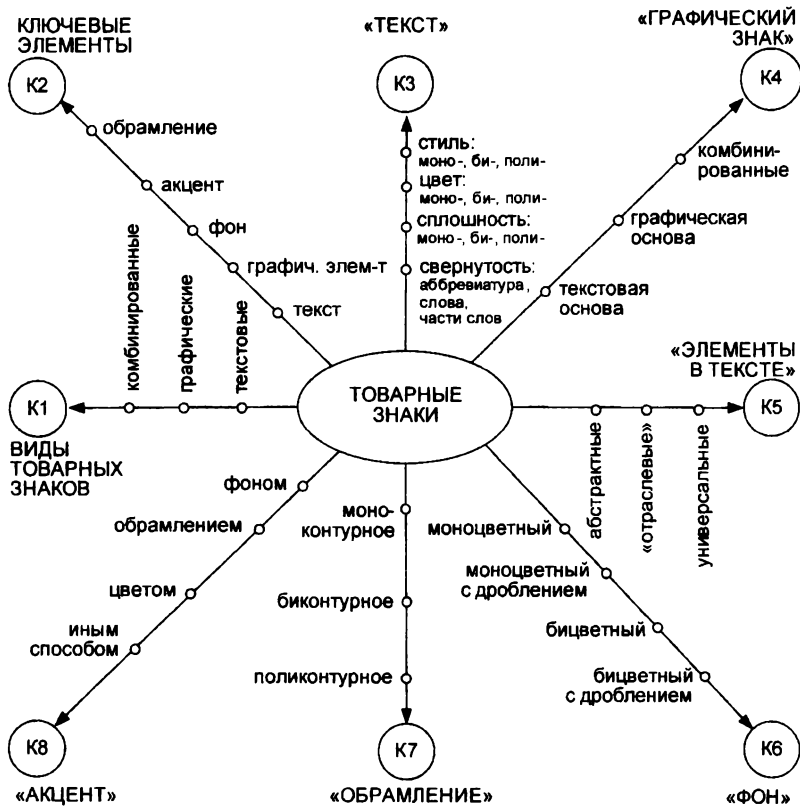 КЛЮЧЕВЫЕ
ЭЛЕМЕНТЫ
К2
обрамление
акцент
фон
графич. элем-т
текст
«ТЕКСТ»
К3
стиль:
моно-, би-, поли-
цвет:
моно-, би-, поли-
сплошность:
моно-, би-, поли-
свернутость:
аббревиатура,
слова,
части слов
«ГРАФИЧЕСКИЙ
ЗНАК»
К4
комбини-
рованные
графическая
основа
текстовая
основа
комбинированные
графические
текстовые
К1
ВИДЫ
ТОВАРНЫХ
ЗНАКОВ
ТОВАРНЫЕ
ЗНАКИ
«ЭЛЕМЕНТЫ
В ТЕКСТЕ»
К5
абстрактные
«отраслевые»
универсальные
фоном
обрамлением
цветом
иным
способом
К8
«АКЦЕНТ»
моно-
контурное
биконтурное
поликонтурное
К7
«ОБРАМЛЕНИЕ»
моноцветный
моноцветный
с дроблением
бицветный
бицветный
с дроблением
К6
«ФОН»